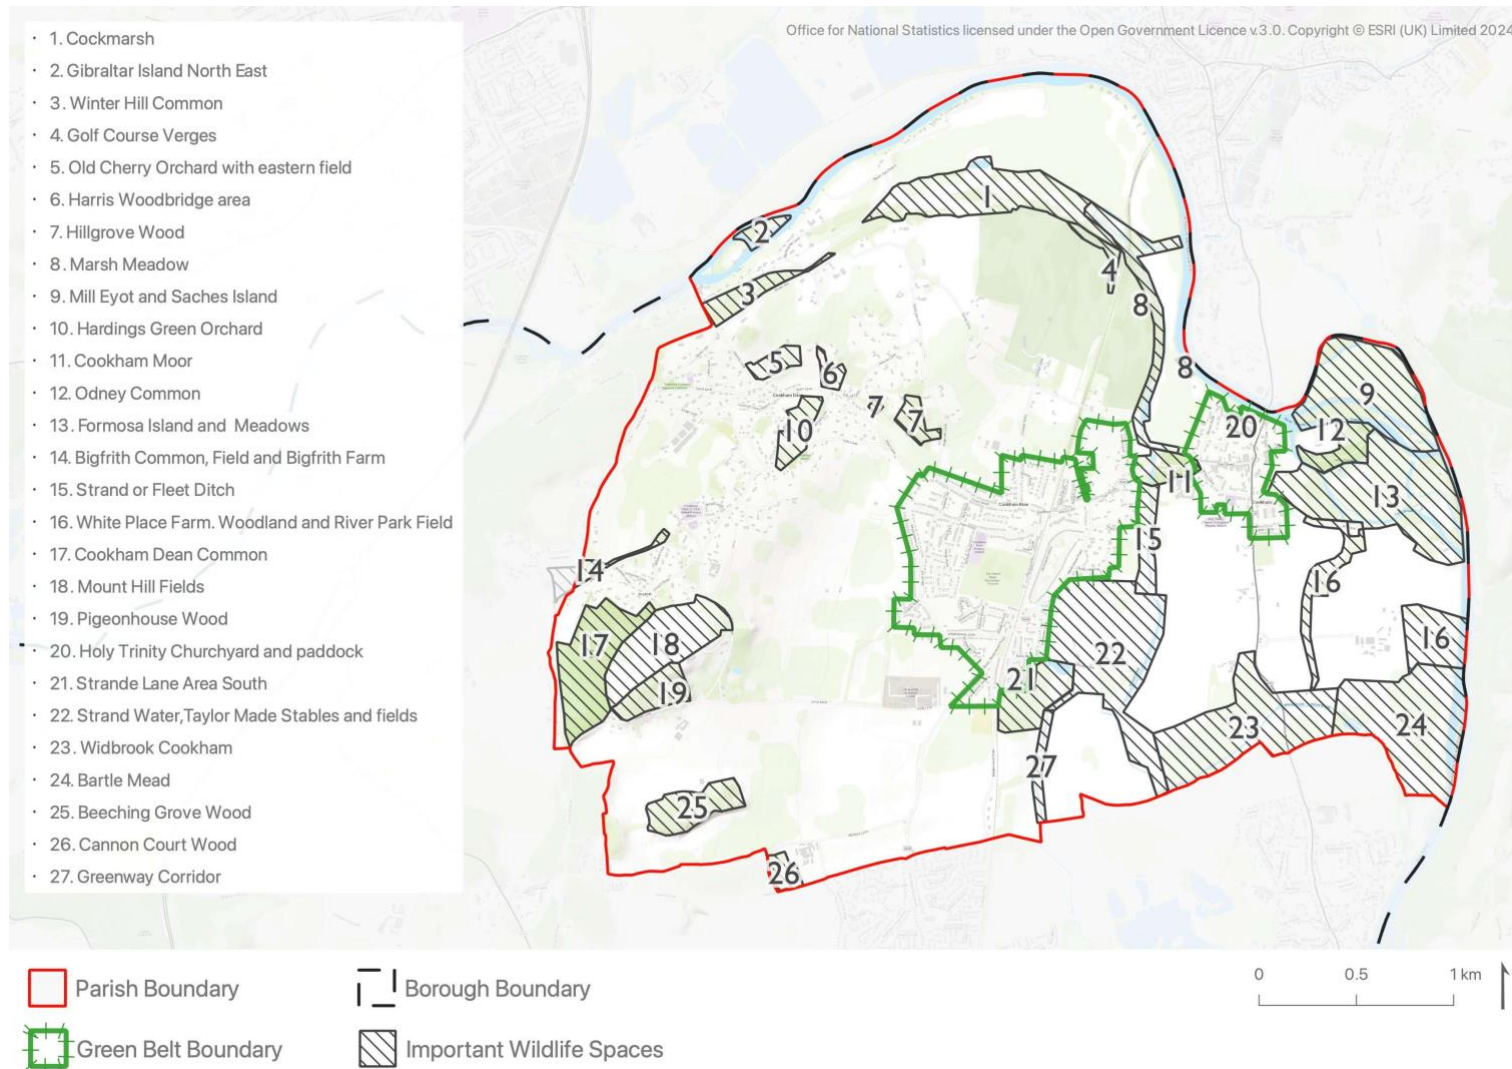 Office for National Statistics licensed under the Open Government Licence v.3.0. Copyright © ESRI (UK) Limited 2024
· 1. Cockmarsh
· 2. Gibraltar Island North East
· 3. Winter Hill Common
· 4. Golf Course Verges
· 5. Old Cherry Orchard with eastern field
· 6. Harris Woodbridge area
· 7. Hillgrove Wood
· 8. Marsh Meadow
· 9. Mill Eyot and Saches Island
· 10. Hardings Green Orchard
· 11. Cookham Moor
· 12. Odney Common
· 13. Formosa Island and Meadows
· 14. Bigfrith Common, Field and Bigfrith Farm
· 15. Strand or Fleet Ditch
· 16. White Place Farm. Woodland and River Park Field
· 17. Cookham Dean Common
· 18. Mount Hill Fields
· 19. Pigeonhouse Wood
· 20. Holy Trinity Churchyard and paddock
· 21. Strande Lane Area South
· 22. Strand Water,Taylor Made Stables and fields
· 23. Widbrook Cookham
· 24. Bartle Mead
· 25. Beeching Grove Wood
· 26. Cannon Court Wood
· 27. Greenway Corridor
1
2
4
3
8
8
5
6
9
7
7
10
20
12
11
13
15
14
16
17
18
22
16
19
21
23
24
27
25
26
Parish Boundary
Borough Boundary
Green Belt Boundary
Important Wildlife Spaces
0 0.5 1 km